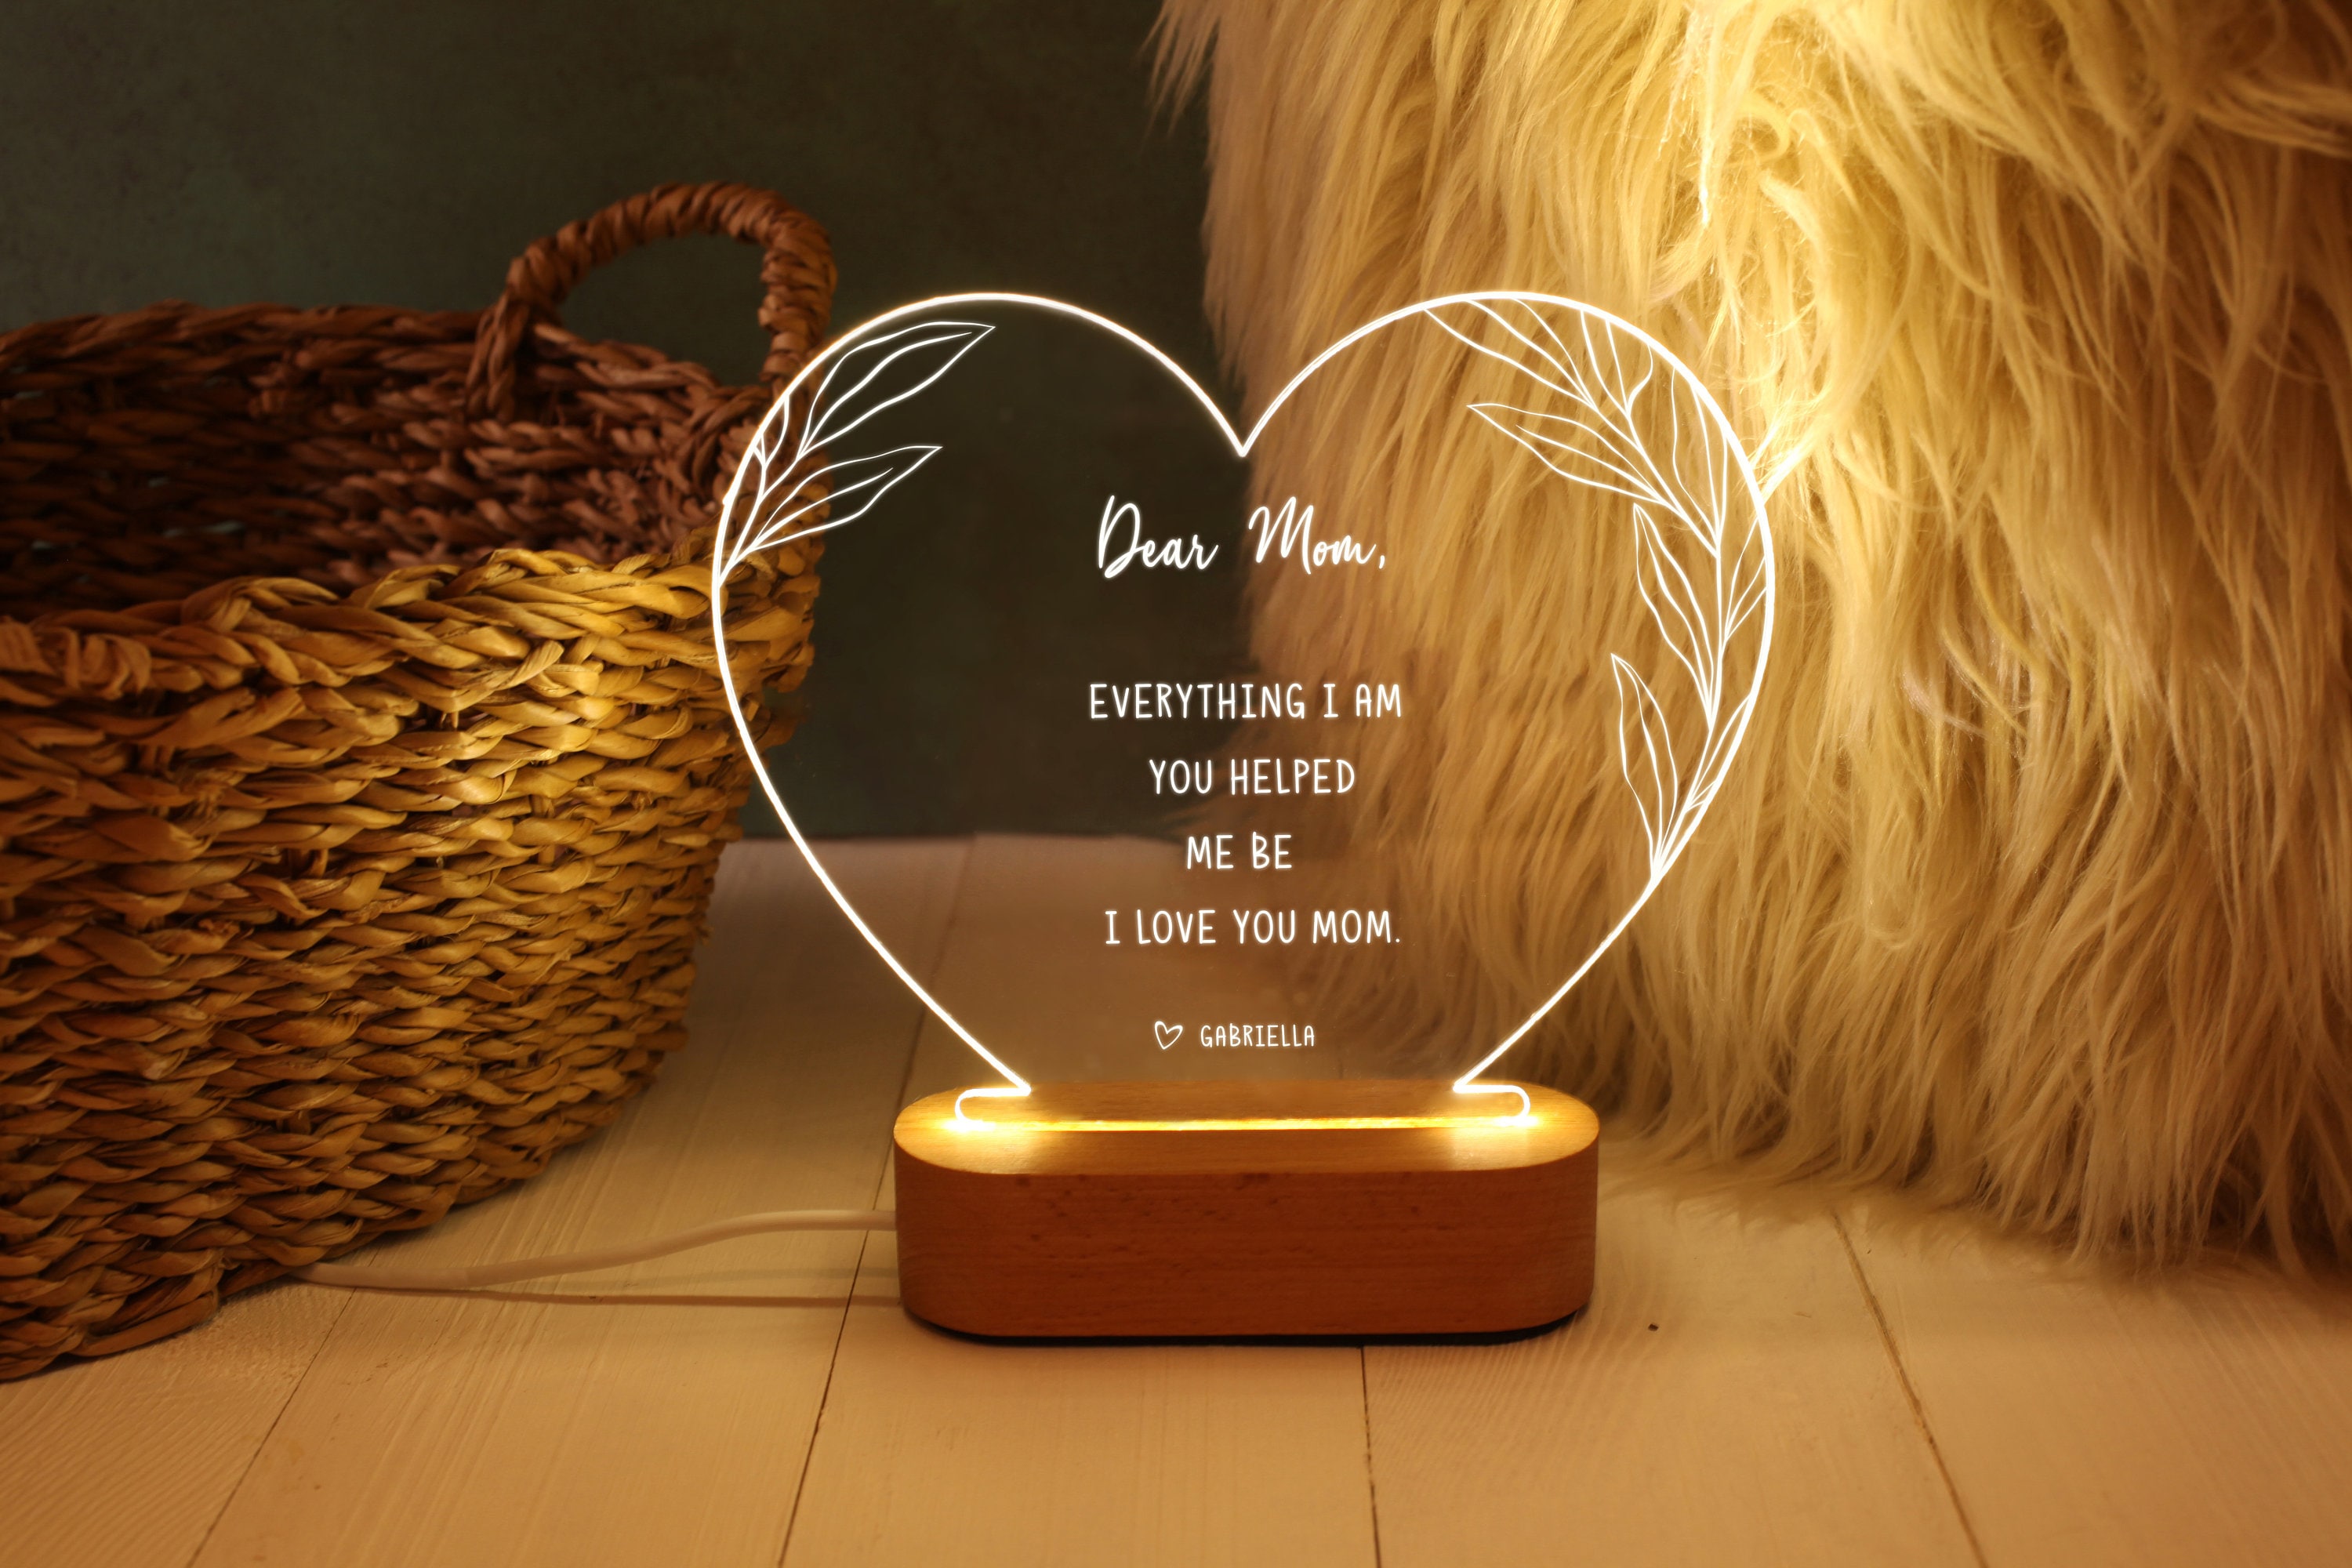 Dear Mom,
EVERYTHING I AM
YOU HELPED
ME BE
I LOVE YOU MOM.
GABRIELLA